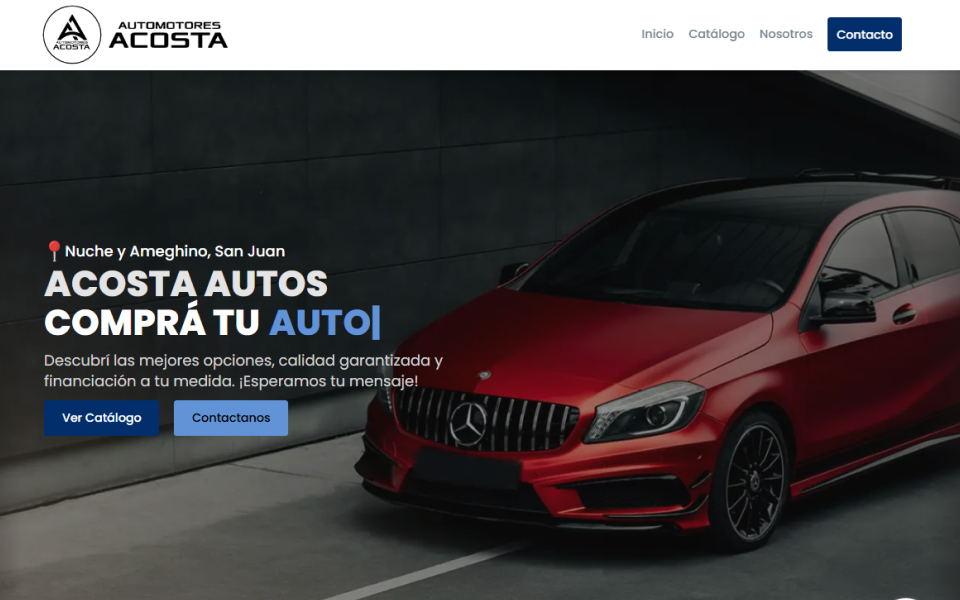 AUTOMOTORES
ACOSTA
AUTOMOTORES
ACOSTA
Inicio
Catálogo
Nosotros
Contacto
📍Nuche y Ameghino, San Juan
ACOSTA AUTOS
COMPRÁ TU AUTO|
Descubrí las mejores opciones, calidad garantizada y
financiación a tu medida. ¡Esperamos tu mensaje!
Ver Catálogo
Contactanos